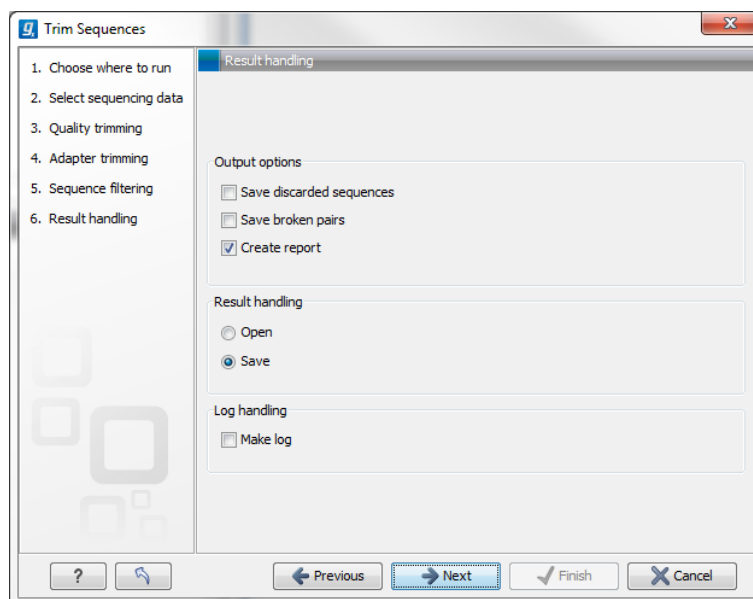 Trim Sequences
1. Choose where to run
2. Select sequencing data
3. Quality trimming
4. Adapter trimming
5. Sequence filtering
6. Result handling
Result handling
Output options
Save discarded sequences
Save broken pairs
Create report
Result handling
Open
Save
Log handling
Make log
?
Previous
Next
Finish
Cancel